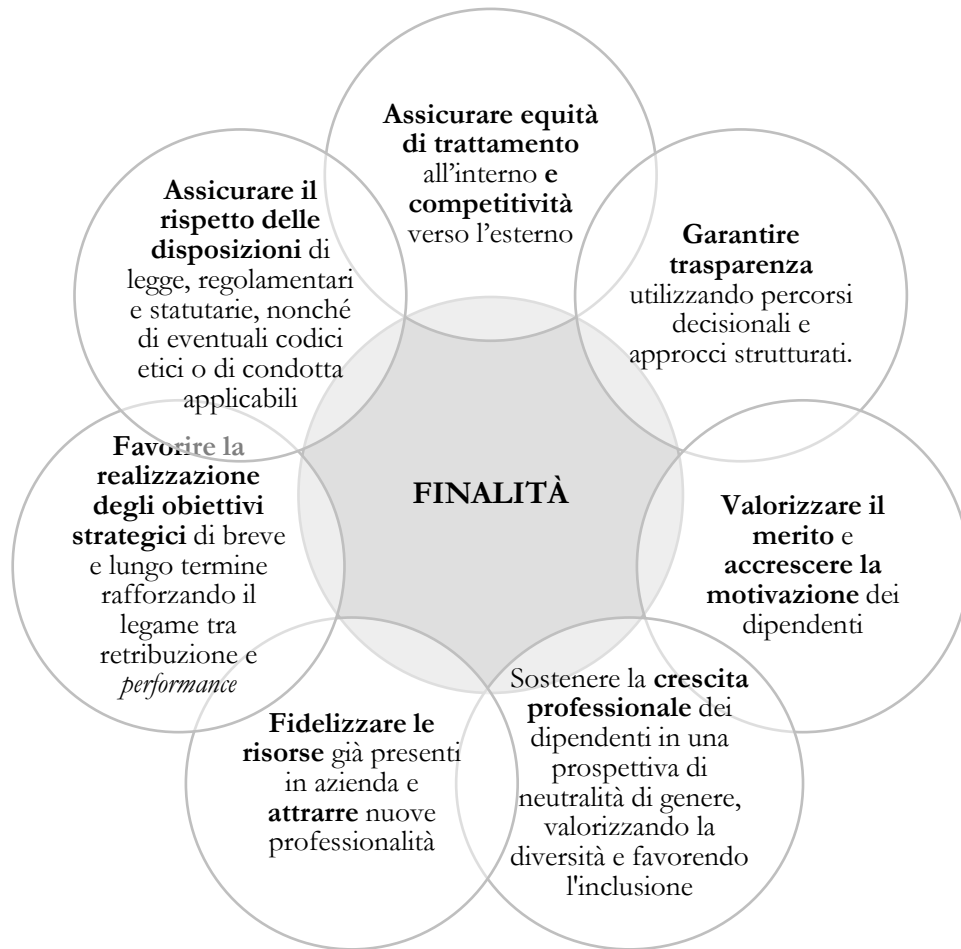 Assicurare equità
di trattamento
all'interno e
competitività
verso l'esterno
Garantire
trasparenza
utilizzando percorsi
decisionali e
approcci strutturati.
Valorizzare il
merito e
accrescere la
motivazione dei
dipendenti
Sostenere la crescita
professionale dei
dipendenti in una
prospettiva di
neutralità di genere,
valorizzando la
diversità e favorendo
l'inclusione
Fidelizzare le
risorse già presenti
in azienda e
attrarre nuove
professionalità
Favorire la
realizzazione
degli obiettivi
strategici di breve
e lungo termine
rafforzando il
legame tra
retribuzione e
performance
Assicurare il
rispetto delle
disposizioni di
legge, regolamentari
e statutarie, nonché
di eventuali codici
etici o di condotta
applicabili
FINALITÀ